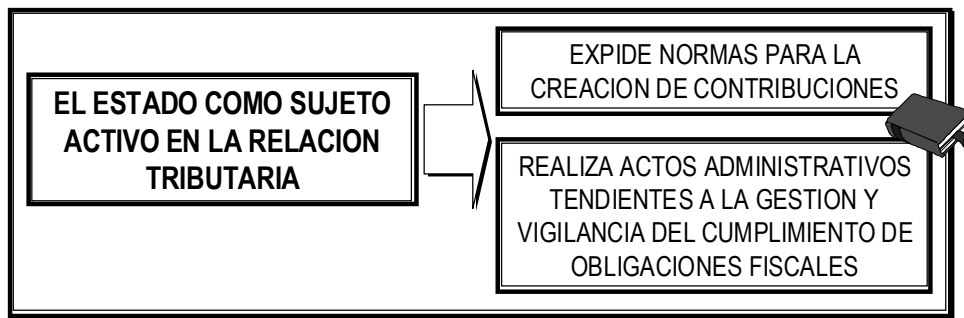 EL ESTADO COMO SUJETO
ACTIVO EN LA RELACION
TRIBUTARIA
EXPIDE NORMAS PARA LA
CREACION DE CONTRIBUCIONES
REALIZA ACTOS ADMINISTRATIVOS
TENDIENTES A LA GESTION Y
VIGILANCIA DEL CUMPLIMIENTO DE
OBLIGACIONES FISCALES